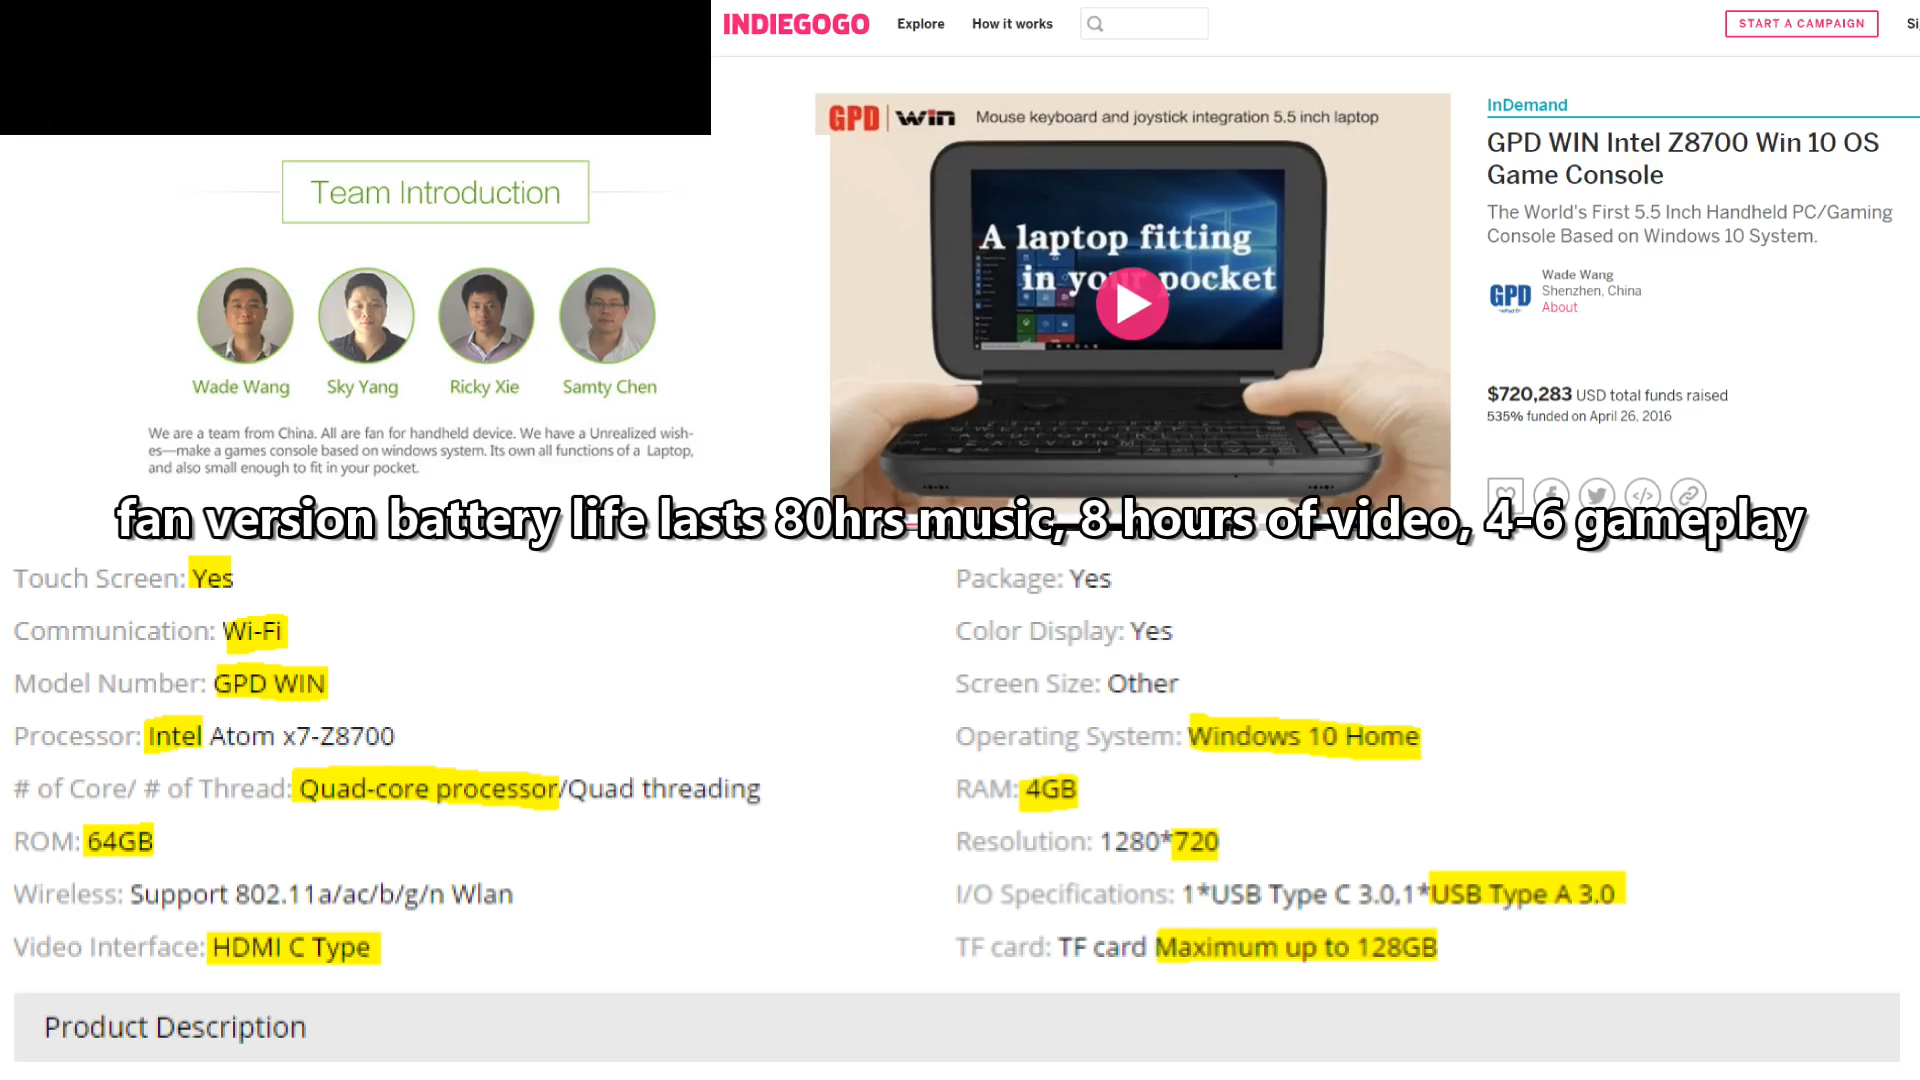 INDIEGOGO
Explore
How it works
START A CAMPAIGN
GPD WIN Mouse keyboard and joystick integration 5.5 inch laptop
A laptop fitting
in your pocket
InDemand
GPD WIN Intel Z8700 Win 10 OS
Game Console
The World's First 5.5 Inch Handheld PC/Gaming
Console Based on Windows 10 System.
GPD
Wade Wang
Shenzhen, China
About
$720,283 USD total funds raised
535% funded on April 26, 2016
Team Introduction
Wade Wang
Sky Yang
Ricky Xie
Samty Chen
We are a team from China. All are fan for handheld device. We have a Unrealized wish-
es—make a games console based on windows system. Its own all functions of a Laptop,
and also small enough to fit in your pocket.
fan version battery life lasts 80hrs music, 8 hours of video, 4-6 gameplay
Touch Screen: Yes
Package: Yes
Communication: Wi-Fi
Color Display: Yes
Model Number: GPD WIN
Screen Size: Other
Processor: Intel Atom x7-Z8700
Operating System: Windows 10 Home
# of Core/ # of Thread: Quad-core processor/Quad threading
RAM: 4GB
ROM: 64GB
Resolution: 1280*720
Wireless: Support 802.11a/ac/b/g/n Wlan
I/O Specifications: 1*USB Type C 3.0,1*USB Type A 3.0
Video Interface: HDMI C Type
TF card: TF card Maximum up to 128GB
Product Description